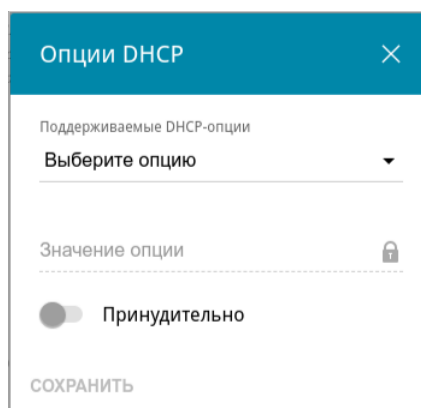 Опции DHCP
Поддерживаемые DHCP-опции
Выберите опцию
Значение опции
Принудительно
СОХРАНИТЬ